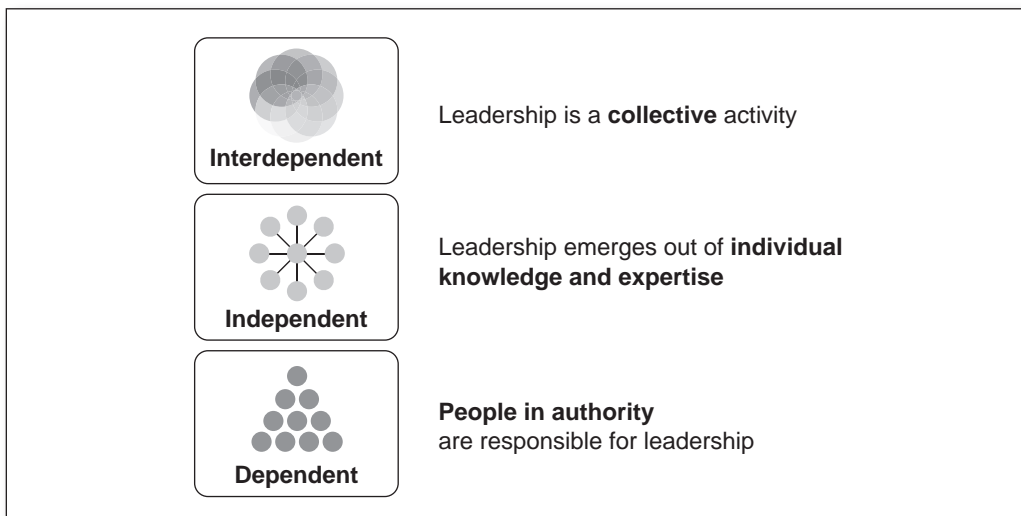 Interdependent
Leadership is a collective activity
Independent
Leadership emerges out of individual
knowledge and expertise
Dependent
People in authority
are responsible for leadership